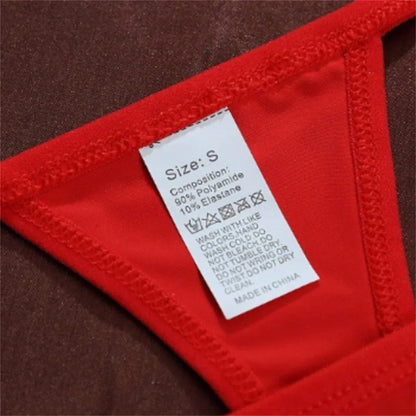 Size: S
Composition:
90% Polyamide
10% Elastane
WASH WITH LIKE
COLORS,HAND
WASH COLD DO
NOT BLEACH.DO
NOT TUMBLE DRY
DO NOT WRING OR
TWIST.DO NOT DRY
CLEAN.
MADE IN CHINA